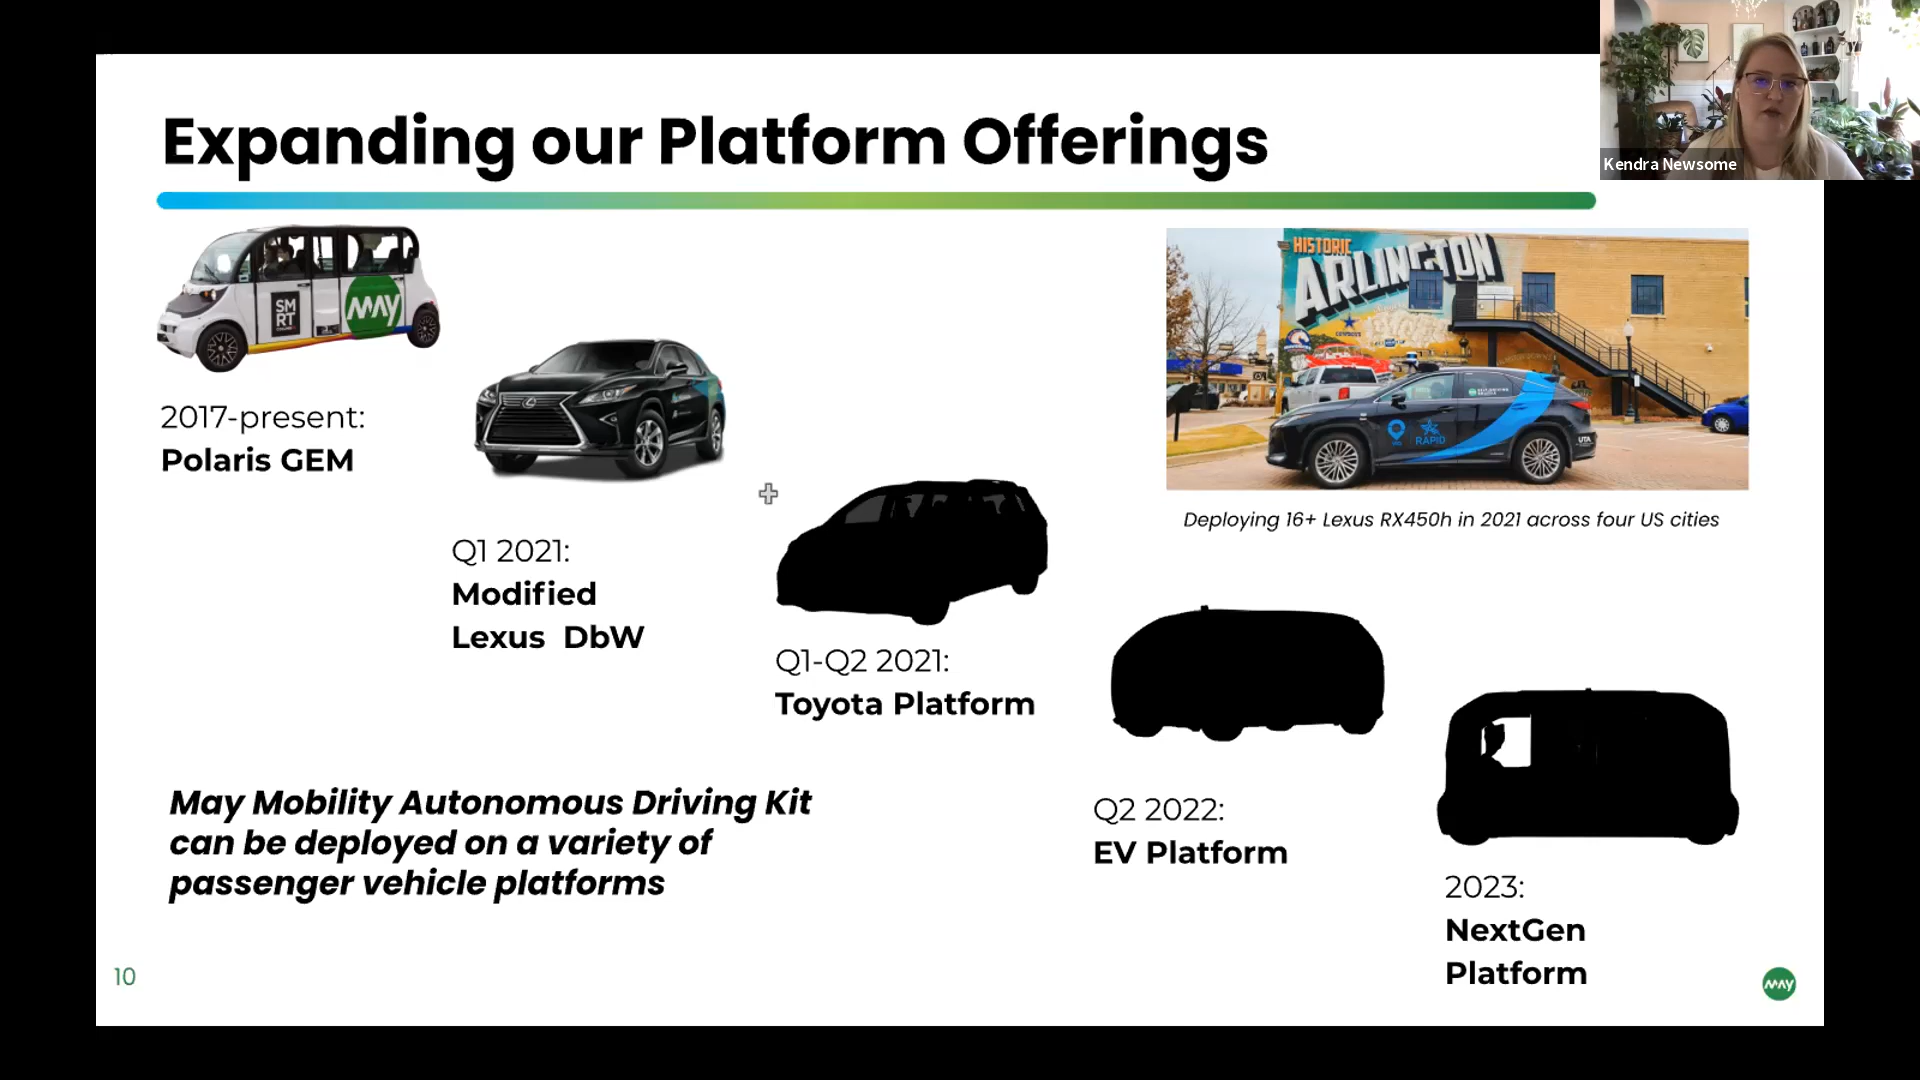 Kendra Newsome
Expanding our Platform Offerings
SM
RT
MAY
2017-present:
Polaris GEM
Q1 2021:
Modified
Lexus DbW
Q1-Q2 2021:
Toyota Platform
Q2 2022:
EV Platform
2023:
NextGen
Platform
HISTORIC
ARLINGTON
RAPID
UTA
Deploying 16+ Lexus RX450h in 2021 across four US cities
May Mobility Autonomous Driving Kit
can be deployed on a variety of
passenger vehicle platforms
10
MAY